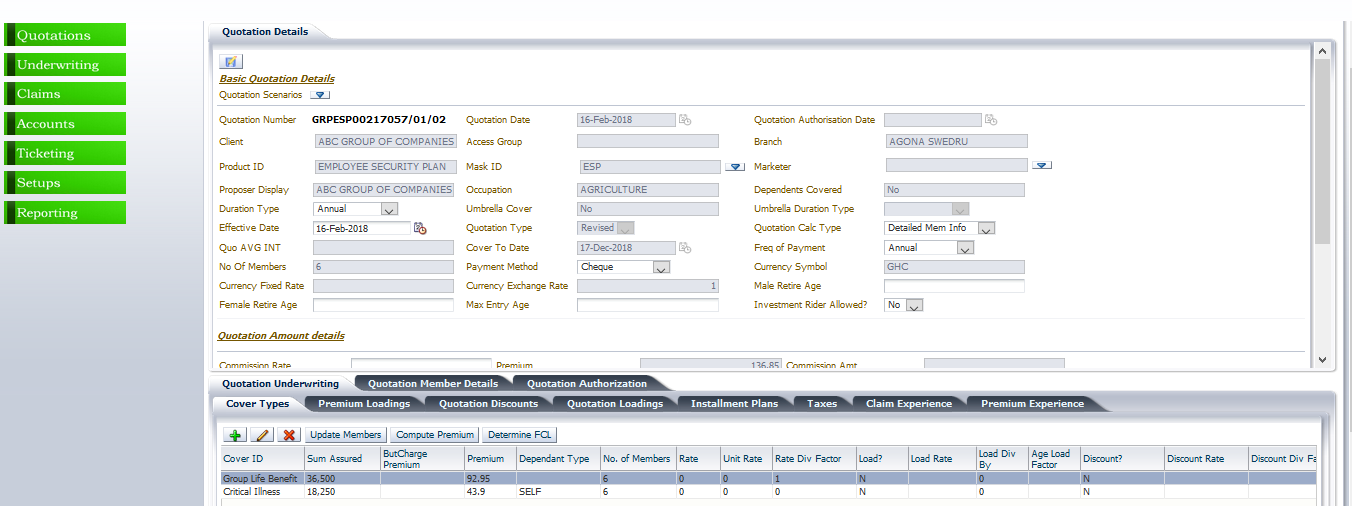 Quotations
Underwriting
Claims
Accounts
Ticketing
Setups
Reporting
Quotation Details
Basic Quotation Details
Quotation Scenarios
Quotation Number GRPESP00217057/01/02 Quotation Date 16-Feb-2018 Quotation Authorisation Date
Client ABC GROUP OF COMPANIES Access Group Branch AGONA SWEDRU
Product ID EMPLOYEE SECURITY PLAN Mask ID ESP Marketer
Proposer Display ABC GROUP OF COMPANIES Occupation AGRICULTURE Dependents Covered No
Duration Type Annual Umbrella Cover No Umbrella Duration Type
Effective Date 16-Feb-2018 Quotation Type Revised Quotation Calc Type Detailed Mem Info
Quo AVG INT Cover To Date 17-Dec-2018 Freq of Payment Annual
No Of Members 6 Payment Method Cheque Currency Symbol GHC
Currency Fixed Rate Currency Exchange Rate 1 Male Retire Age
Female Retire Age Max Entry Age Investment Rider Allowed? No
Quotation Amount details
Commission Rate Premium 136.85 Commission Amt
Quotation Underwriting Quotation Member Details Quotation Authorization
Cover Types Premium Loadings Quotation Discounts Quotation Loadings Installment Plans Taxes Claim Experience Premium Experience
Update Members Compute Premium Determine FCL
Cover ID Sum Assured ButCharge Premium Premium Dependant Type No. of Members Rate Unit Rate Rate Div Factor Load? Load Rate Load Div By Age Load Factor Discount? Discount Rate Discount Div Fa
Group Life Benefit 36,500 92.95 6 0 0 1 N 0 N
Critical Illness 18,250 43.9 SELF 6 0 0 0 N 0 N